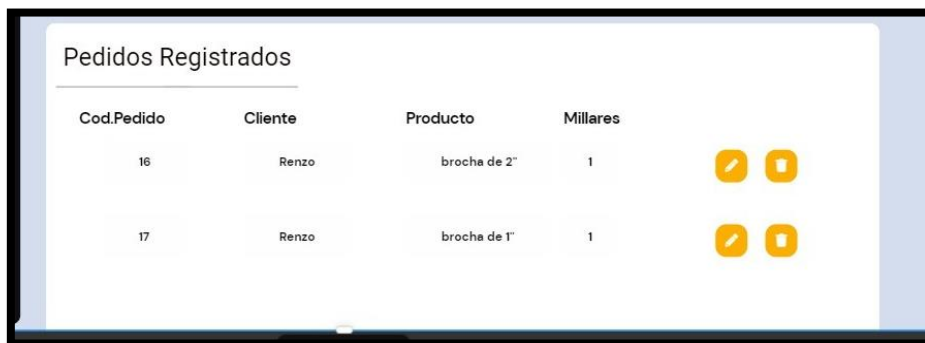 Pedidos Registrados
Cod.Pedido Cliente Producto Millares
16 Renzo brocha de 2" 1
17 Renzo brocha de 1" 1